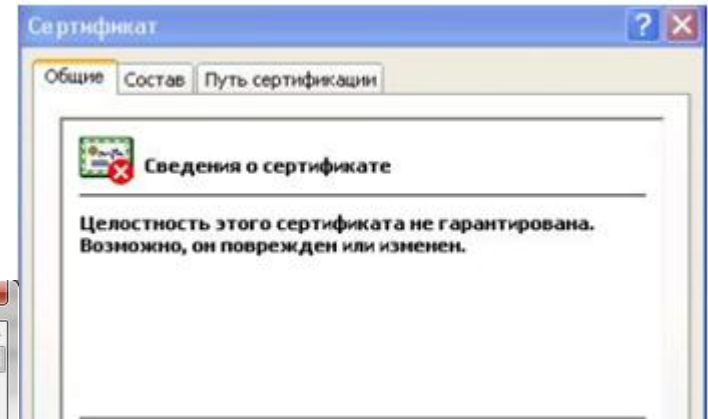 Сертификат
Общие Состав Путь сертификации
Сведения о сертификате
Целостность этого сертификата не гарантирована.
Возможно, он поврежден или изменен.